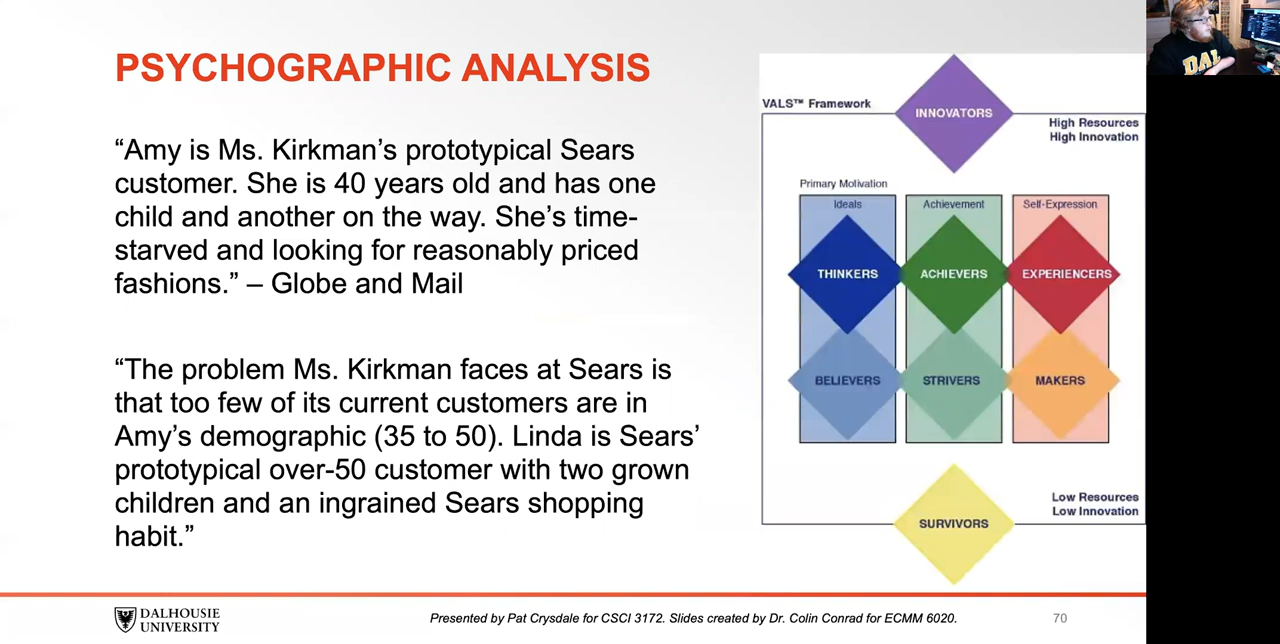 PSYCHOGRAPHIC ANALYSIS
“Amy is Ms. Kirkman’s prototypical Sears
customer. She is 40 years old and has one
child and another on the way. She’s time-
starved and looking for reasonably priced
fashions.” – Globe and Mail
“The problem Ms. Kirkman faces at Sears is
that too few of its current customers are in
Amy’s demographic (35 to 50). Linda is Sears’
prototypical over-50 customer with two grown
children and an ingrained Sears shopping
habit.”
VALS™ Framework
INNOVATORS
High Resources
High Innovation
Primary Motivation
Ideals
Achievement
Self-Expression
THINKERS
ACHIEVERS
EXPERIENCERS
BELIEVERS
STRIVERS
MAKERS
Low Resources
Low Innovation
SURVIVORS
DALHOUSIE
UNIVERSITY
Presented by Pat Crysdale for CSCI 3172. Slides created by Dr. Colin Conrad for ECMM 6020.
70
DAL